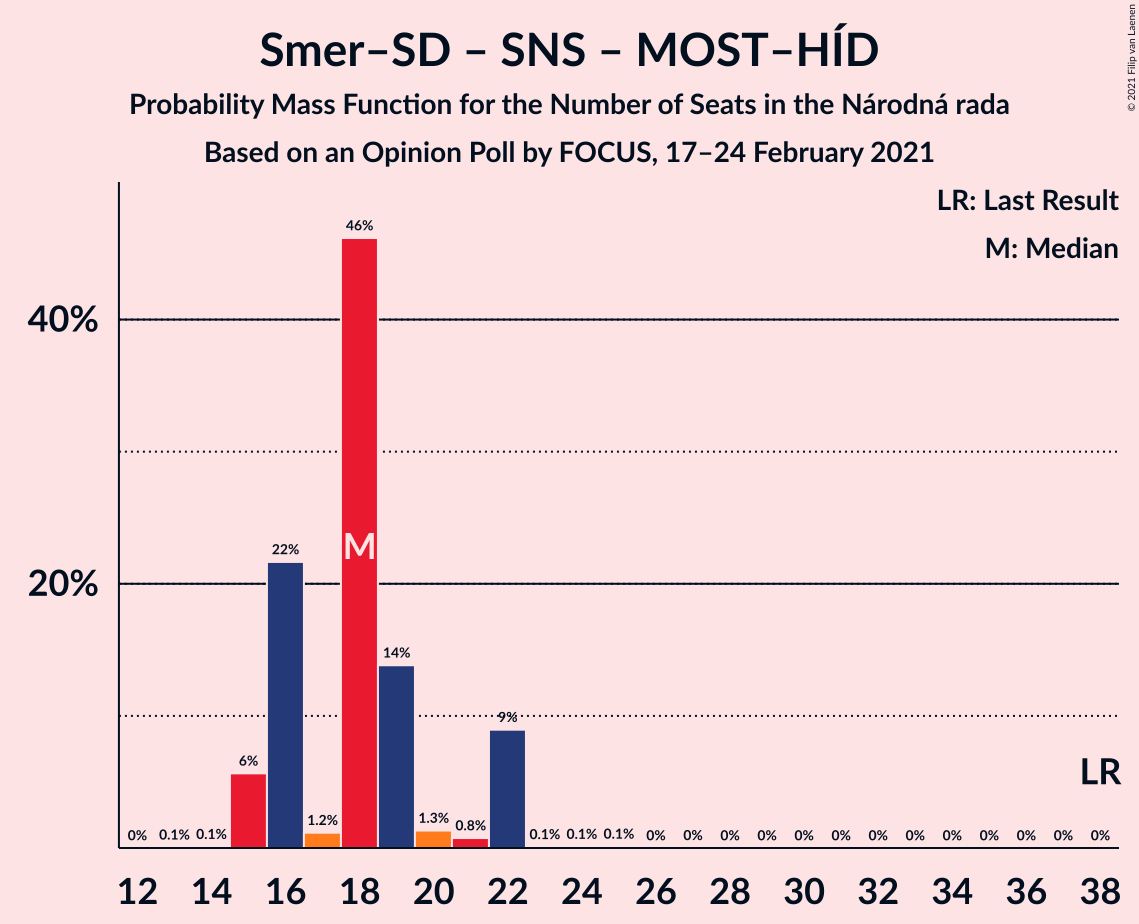 Smer–SD – SNS – MOST–HÍD
Probability Mass Function for the Number of Seats in the Národná rada
Based on an Opinion Poll by FOCUS, 17–24 February 2021
© 2021 Filip van Laenen
LR: Last Result
M: Median
40%
20%
46%
22%
M
14%
9%
6%
1.2%
1.3%
0.8%
LR
0% 0.1% 0.1% 0.1% 0.1% 0.1% 0% 0% 0% 0% 0% 0% 0% 0% 0% 0% 0% 0% 0%
12 14 16 18 20 22 24 26 28 30 32 34 36 38